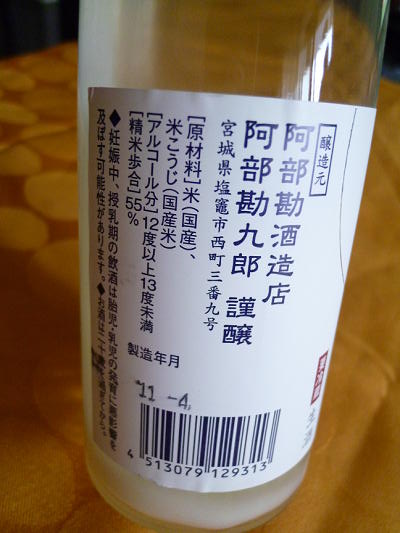 醸造元
阿部勘酒造店
阿部勘九郎 謹醸
宮城県塩竈市西町三番九号
[原材料]米(国産)、
米こうじ(国産米)
[アルコール分]12度以上13度未満
[精米歩合]55%
◆妊娠中、授乳期の飲酒は胎児・乳児の発育に悪影響を
及ぼす可能性があります。◆お酒は二十歳を過ぎてから。
製造年月
11 -4,
4 513079 129313